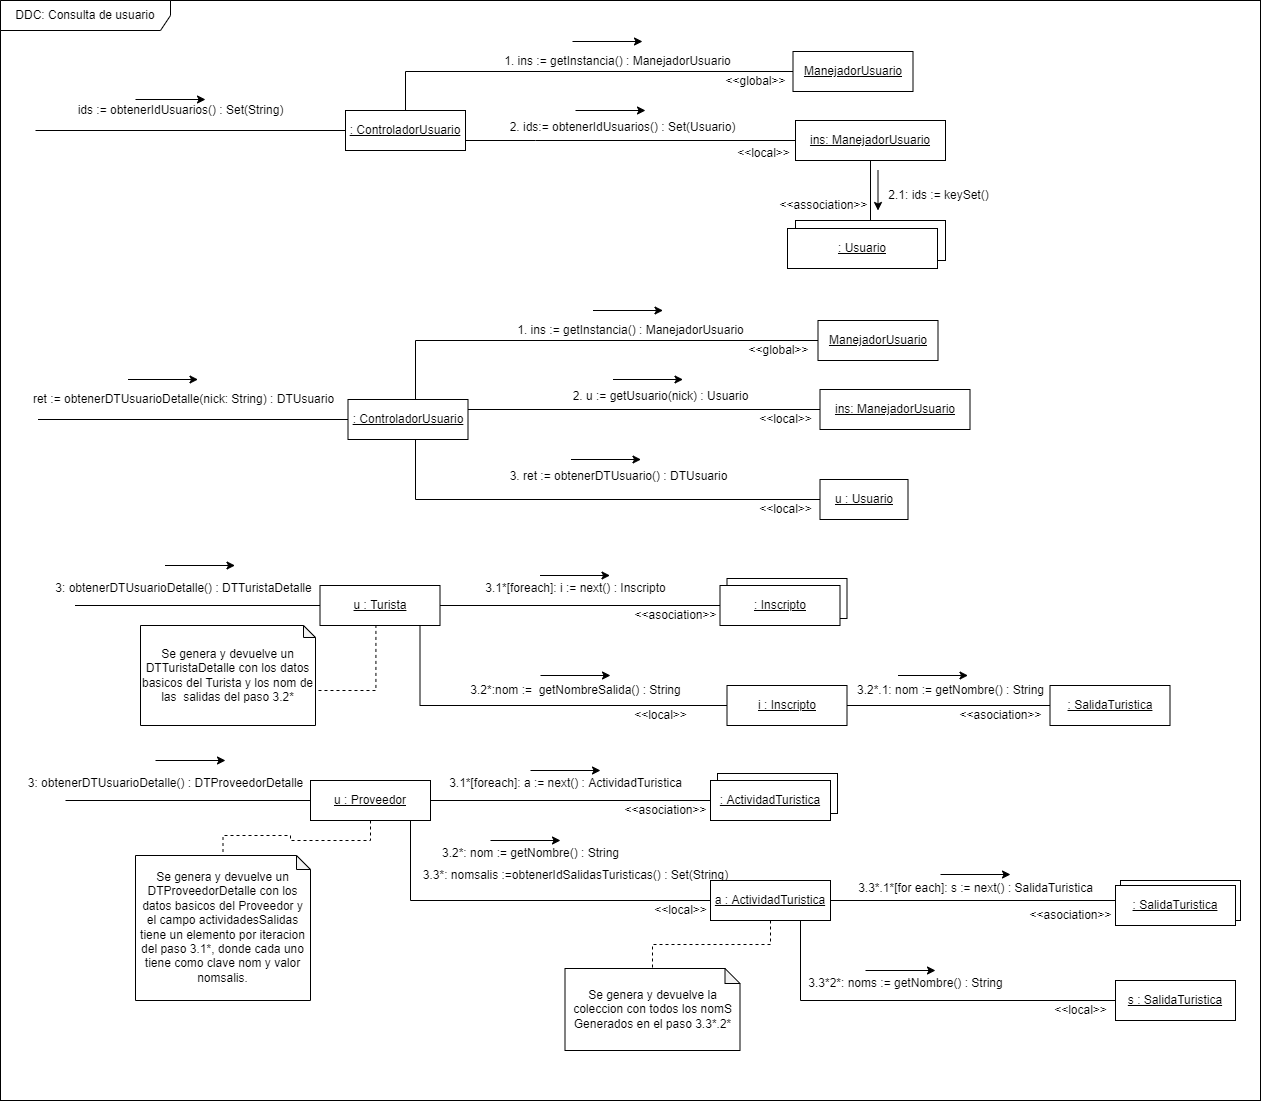 DDC: Consulta de usuario
1. ins := getInstancia() : ManejadorUsuario
ManejadorUsuario
<<global>>
ids := obtenerIdUsuarios() : Set(String)
: ControladorUsuario
2. ids:= obtenerIdUsuarios() : Set(Usuario)
ins: ManejadorUsuario
<<local>>
2.1: ids := keySet()
<<association>>
: Usuario
1. ins := getInstancia() : ManejadorUsuario
ManejadorUsuario
<<global>>
ret := obtenerDTUsuarioDetalle(nick: String) : DTUsuario
: ControladorUsuario
2. u := getUsuario(nick) : Usuario
ins: ManejadorUsuario
<<local>>
3. ret := obtenerDTUsuario() : DTUsuario
u : Usuario
<<local>>
3: obtenerDTUsuarioDetalle() : DTTuristaDetalle
u : Turista
3.1*[foreach]: i := next() : Inscripto
: Inscripto
<<asociation>>
Se genera y devuelve un
DTTuristaDetalle con los datos
basicos del Turista y los nom de
las salidas del paso 3.2*
3.2*:nom := getNombreSalida() : String
<<local>>
i : Inscripto
3.2*.1: nom := getNombre() : String
<<asociation>>
: SalidaTuristica
3: obtenerDTUsuarioDetalle() : DTProveedorDetalle
u : Proveedor
3.1*[foreach]: a := next() : ActividadTuristica
: ActividadTuristica
<<asociation>>
Se genera y devuelve un
DTProveedorDetalle con los
datos basicos del Proveedor y
el campo actividadesSalidas
tiene un elemento por iteracion
del paso 3.1*, donde cada uno
tiene como clave nom y valor
nomsalis.
3.2*: nom := getNombre() : String
3.3*: nomsalis :=obtenerIdSalidasTuristicas() : Set(String)
<<local>>
a : ActividadTuristica
3.3*.1*[for each]: s := next() : SalidaTuristica
<<asociation>>
: SalidaTuristica
Se genera y devuelve la
coleccion con todos los nomS
Generados en el paso 3.3*.2*
3.3*2*: noms := getNombre() : String
<<local>>
s : SalidaTuristica